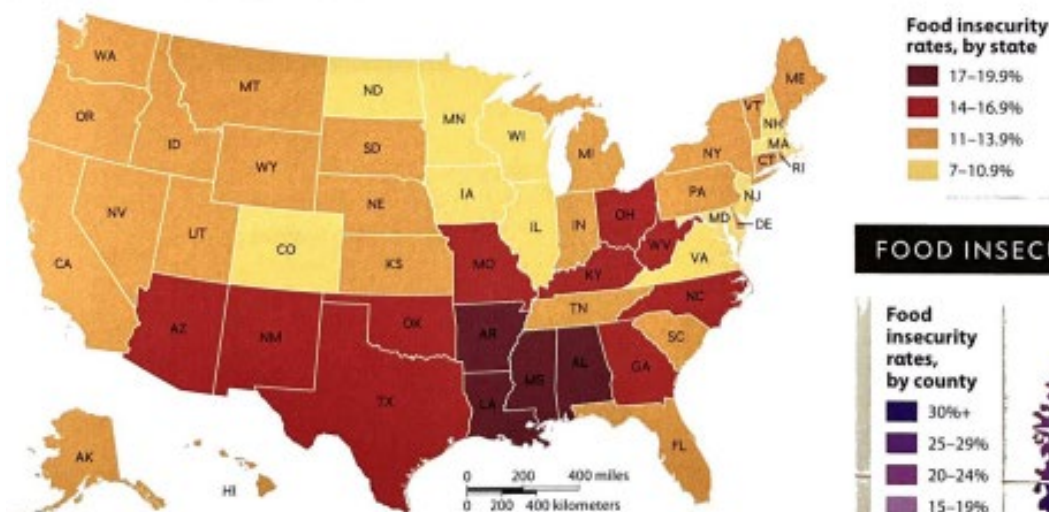 Food insecurity
rates, by state
17–19.9%
14–16.9%
11–13.9%
7–10.9%
WA
MT
ND
MN
ME
OR
ID
WY
SD
WI
MI
VT
NH
NY
MA
CT
RI
NV
UT
CO
NE
IA
IL
IN
OH
PA
NJ
MD
DE
CA
KS
MO
KY
WV
VA
AZ
NM
OK
AR
TN
NC
SC
TX
LA
MS
AL
GA
FL
AK
HI
0 200 400 miles
0 200 400 kilometers
FOOD INSECU
Food
insecurity
rates,
by county
30%+
25–29%
20–24%
15–19%